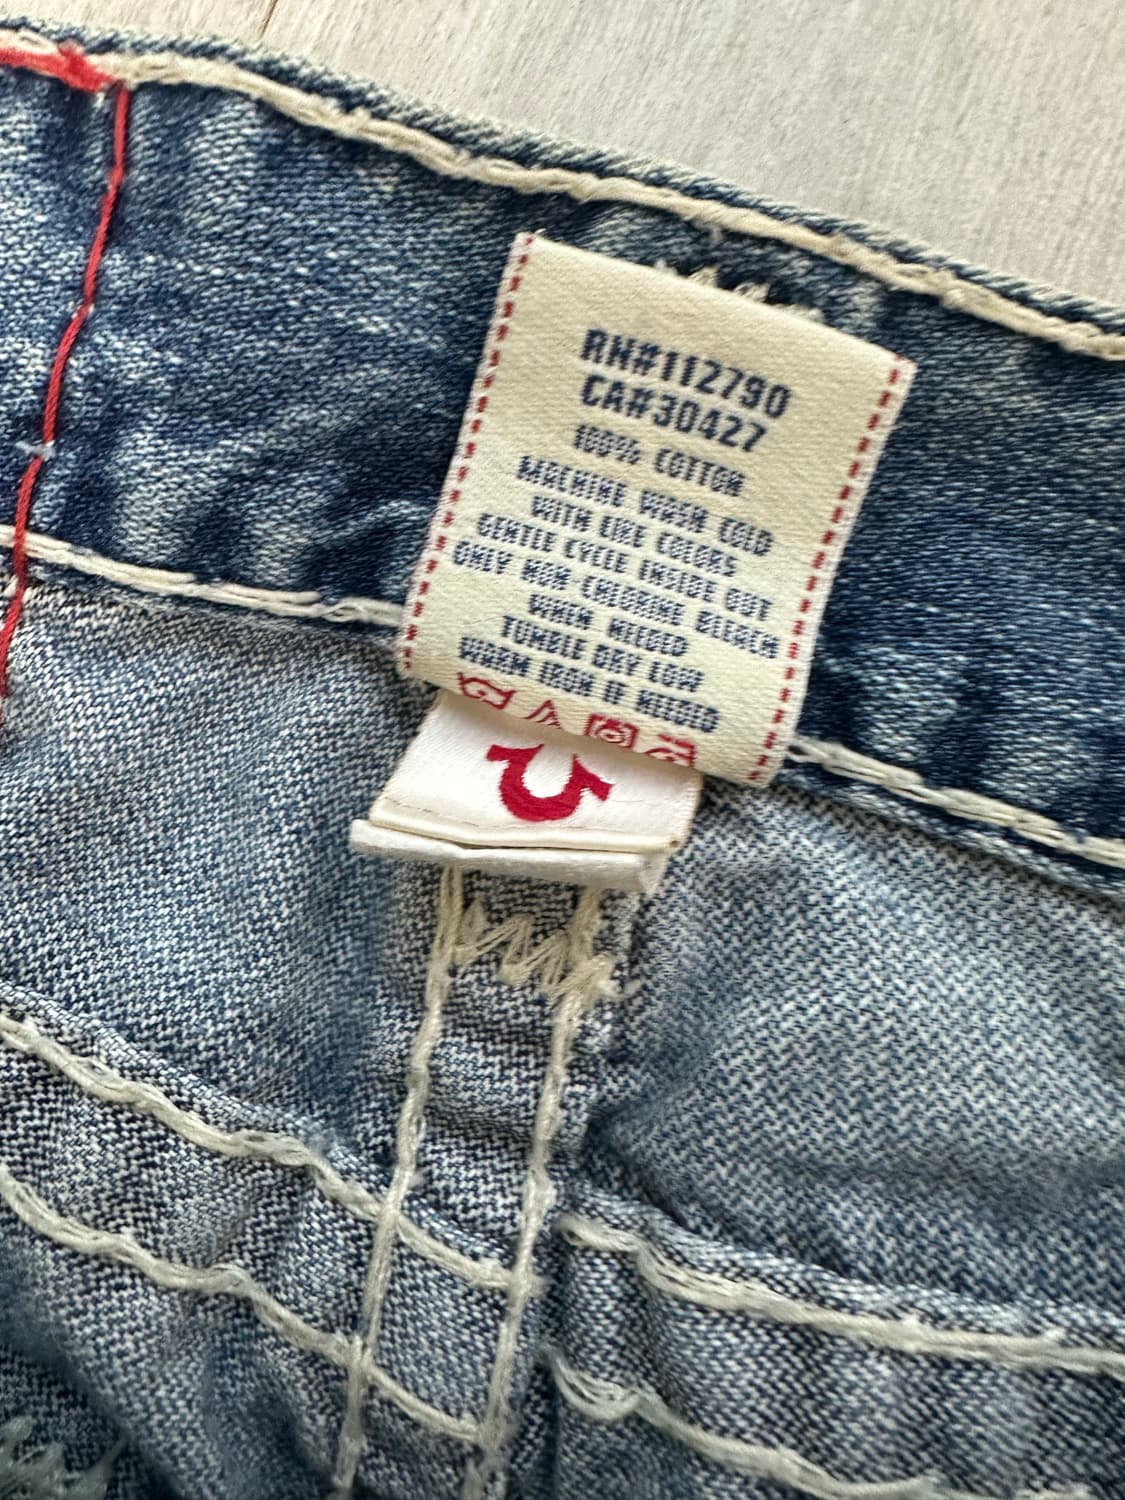 RN#112790
CA#30427
100% COTTON
MACHINE WASH COLD
WITH LIKE COLORS
GENTLE CYCLE INSIDE OUT
ONLY NON-CHLORINE BLEACH
WHEN NEEDED
TUMBLE DRY LOW
WARM IRON IF NEEDED